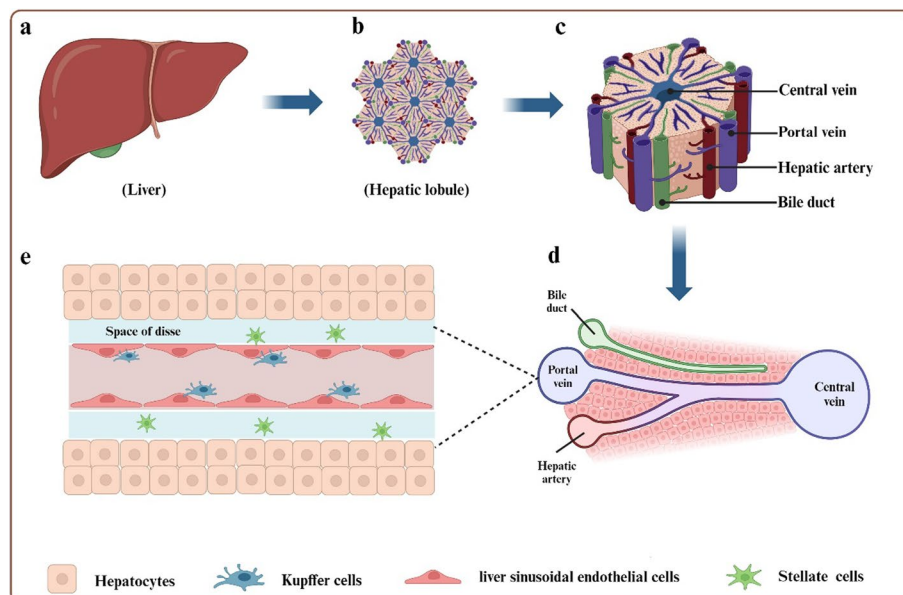 a
b
c
(Liver)
(Hepatic lobule)
Central vein
Portal vein
Hepatic artery
Bile duct
e
Space of disse
d
Bile
duct
Portal
vein
Central
vein
Hepatic
artery
Hepatocytes
Kupffer cells
liver sinusoidal endothelial cells
Stellate cells